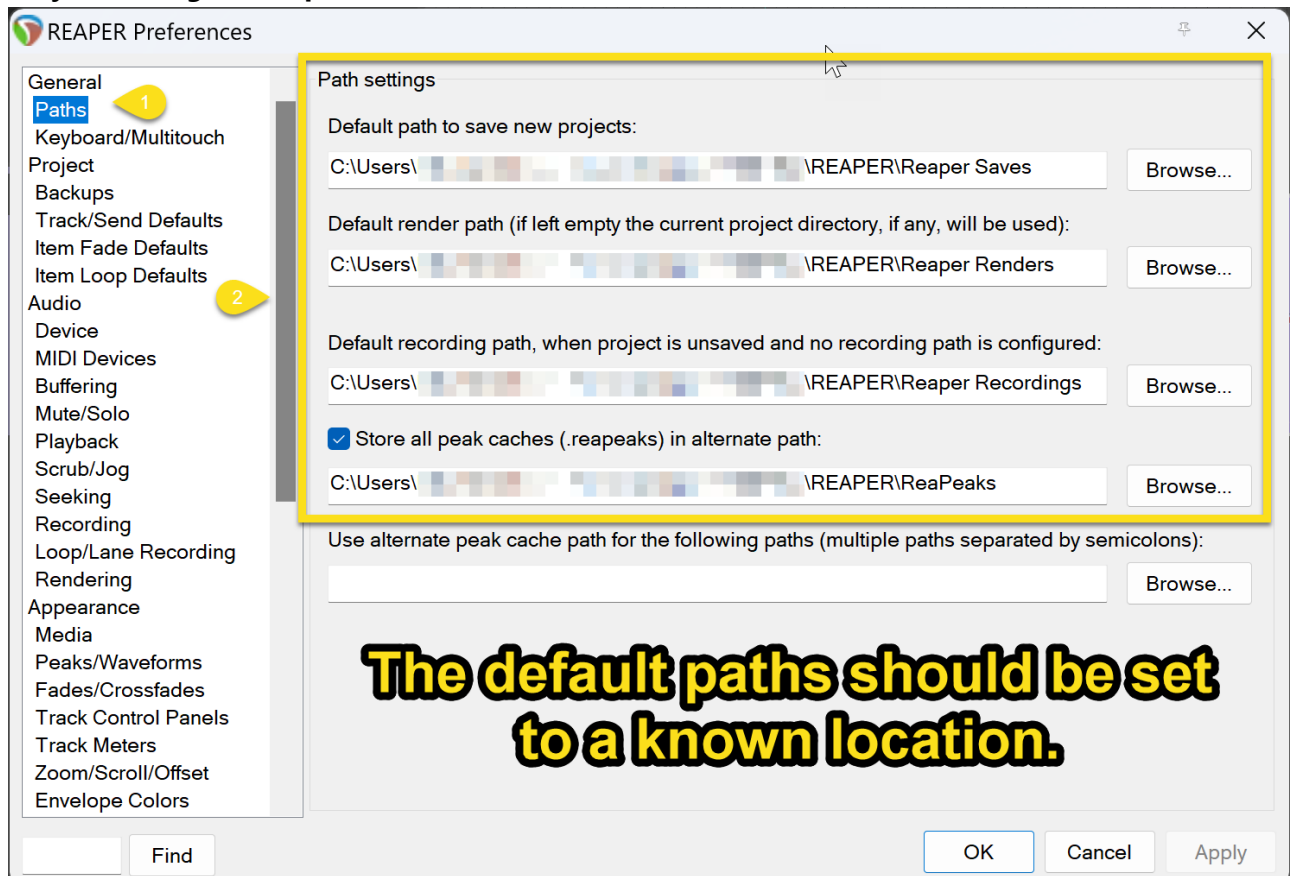 REAPER Preferences
General
Paths
1
Keyboard/Multitouch
Project
Backups
Track/Send Defaults
Item Fade Defaults
Item Loop Defaults
Audio
2
Device
MIDI Devices
Buffering
Mute/Solo
Playback
Scrub/Jog
Seeking
Recording
Loop/Lane Recording
Rendering
Appearance
Media
Peaks/Waveforms
Fades/Crossfades
Track Control Panels
Track Meters
Zoom/Scroll/Offset
Envelope Colors
Find
Path settings
Default path to save new projects:
C:\Users\ \REAPER\Reaper Saves
Browse...
Default render path (if left empty the current project directory, if any, will be used):
C:\Users\ \REAPER\Reaper Renders
Browse...
Default recording path, when project is unsaved and no recording path is configured:
C:\Users\ \REAPER\Reaper Recordings
Browse...
Store all peak caches (.reapeaks) in alternate path:
C:\Users\ \REAPER\ReaPeaks
Browse...
Use alternate peak cache path for the following paths (multiple paths separated by semicolons):
Browse...
The default paths should be set
to a known location.
OK
Cancel
Apply